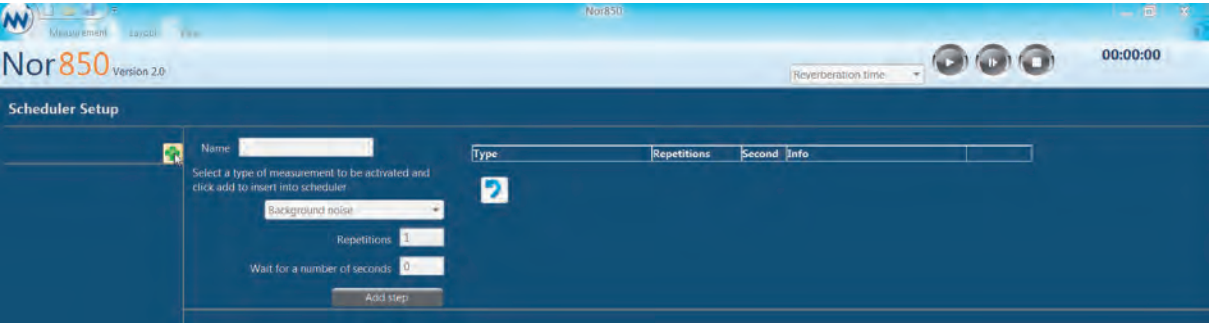 Nor850
Measurement Layout View
Nor850 Version 2.0
Reverberation time
00:00:00
Scheduler Setup
Name
Select a type of measurement to be activated and
click add to insert into scheduler
Background noise
Repetitions 1
Wait for a number of seconds 0
Add step
Type Repetitions Second Info